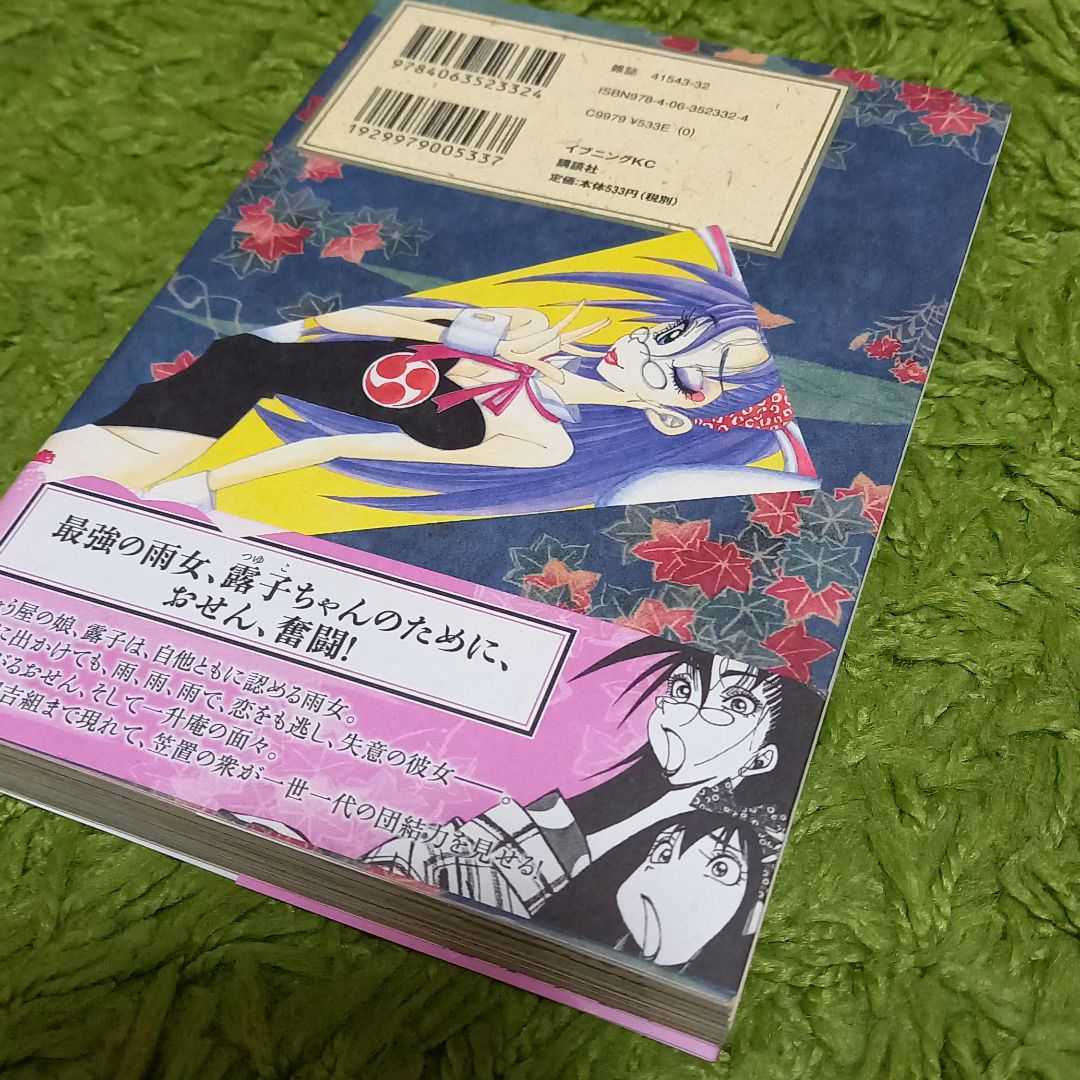 9784063523324
1929979005337
雑誌 41543-32
ISBN978-4-06-352332-4
C9979 ¥533E (0)
イブニングKC
講談社
定価:本体533円(税別)
最強の雨女、露子ちゃんのために、
つゆこ
おせん、奮闘!
う屋の娘、露子は、自他ともに認める雨女。
に出かけても、雨、雨、雨で、恋をも逃し、失意の彼女――。
るおせん、そして一升庵の面々。
吉組まで現れて、笠置の衆が一世一代の団結力を見せる!